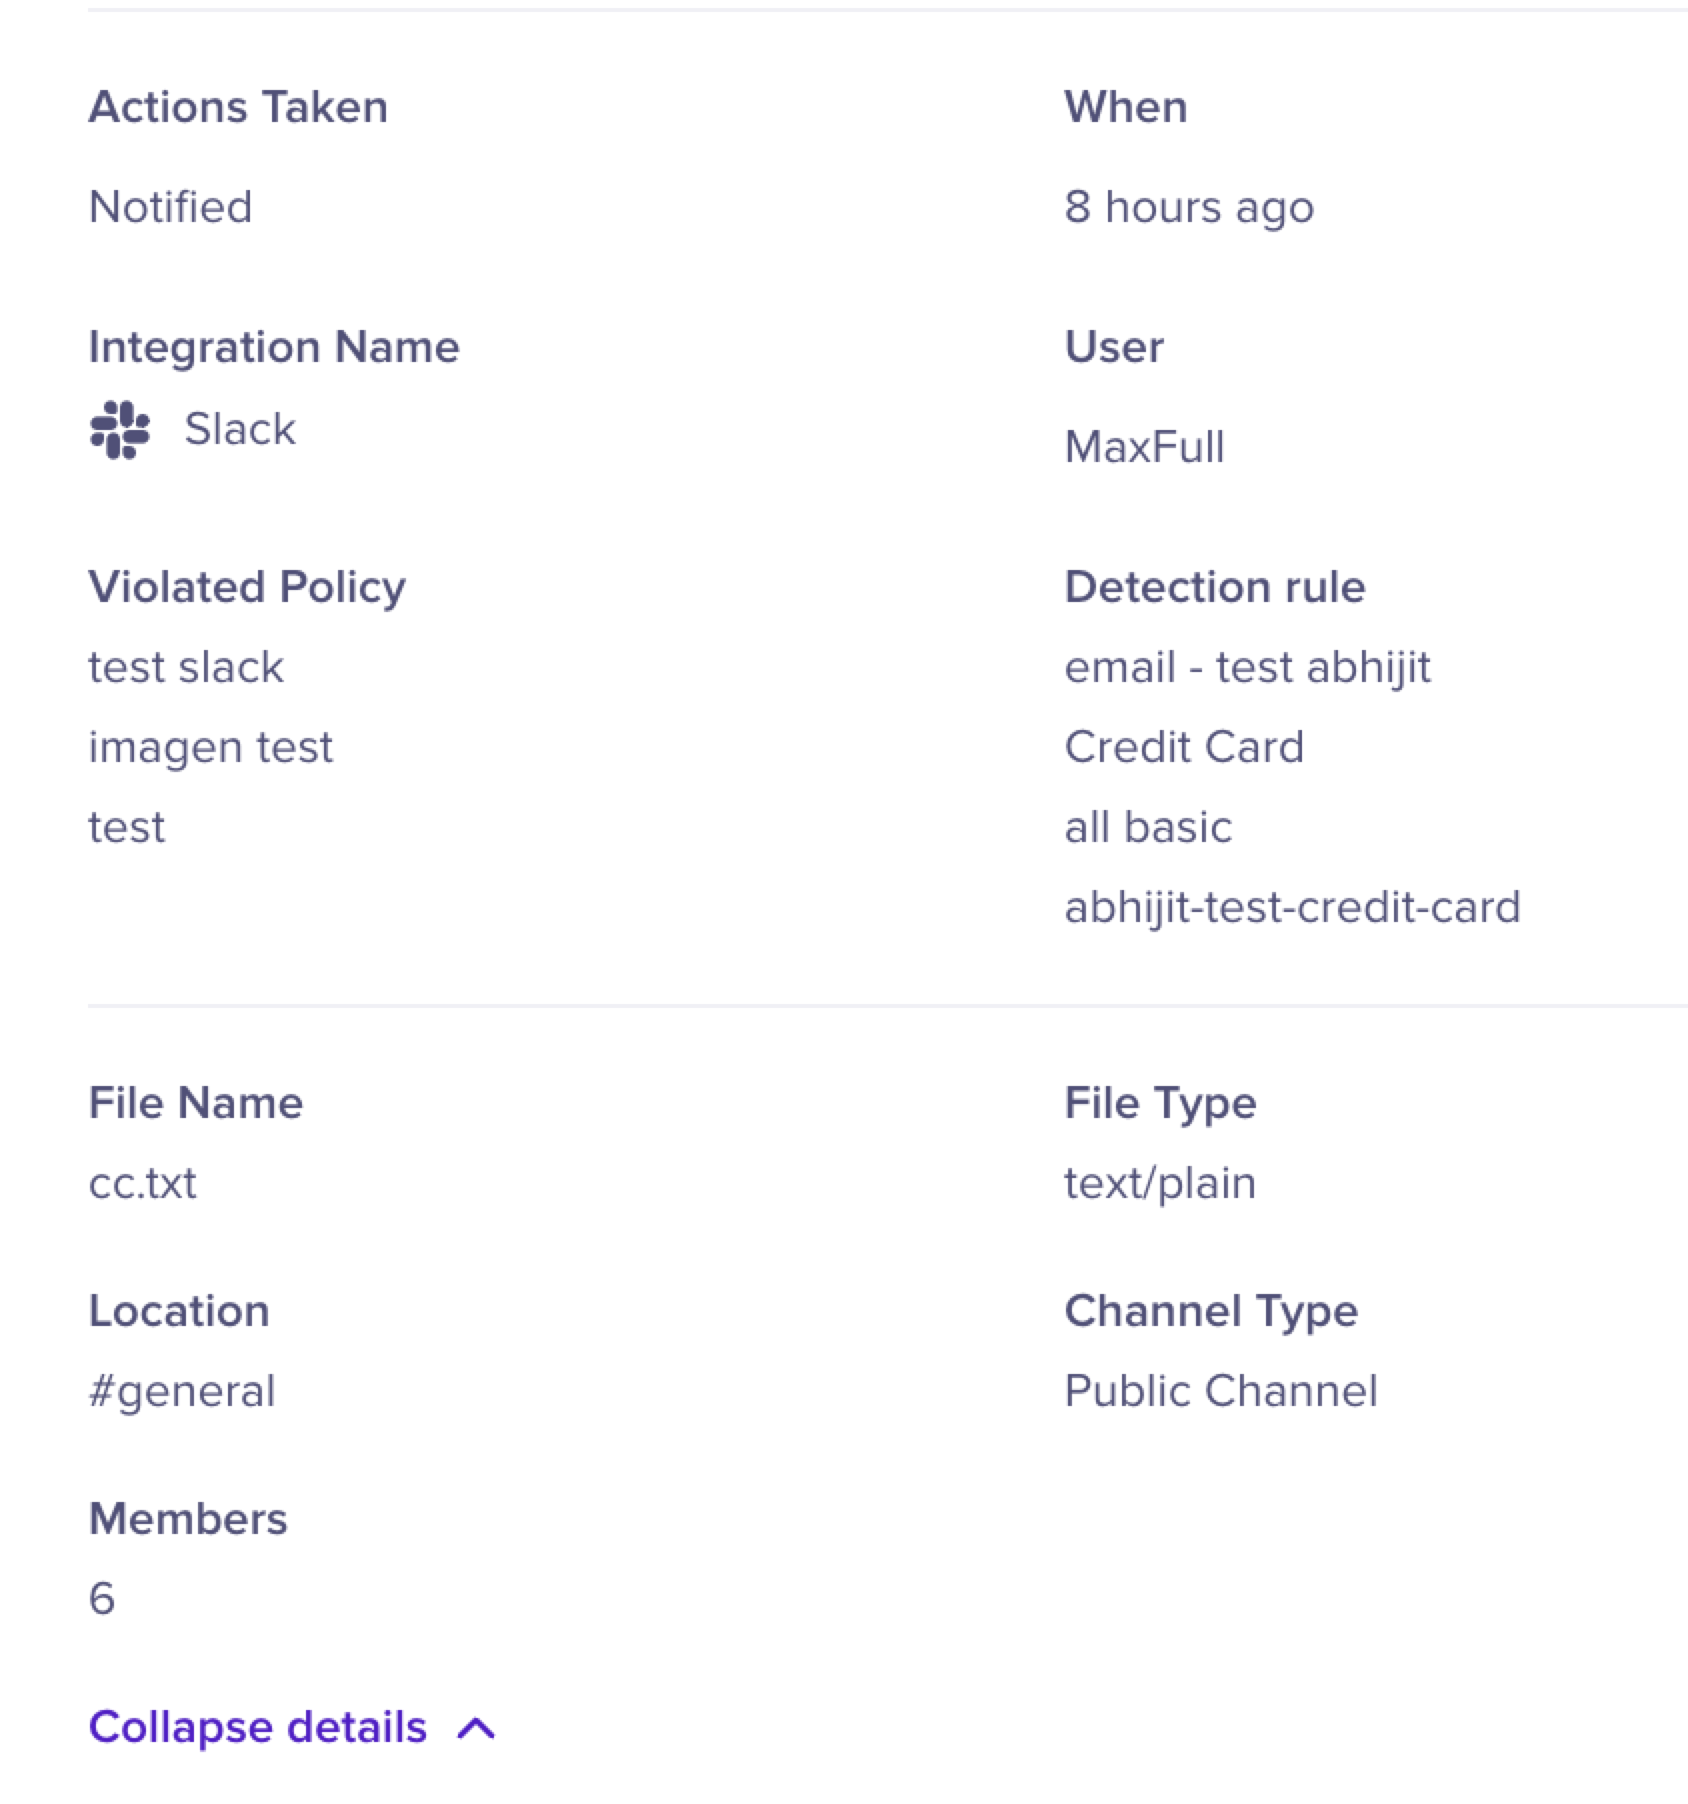 Actions Taken
When
Notified
8 hours ago
Integration Name
User
Slack
MaxFull
Violated Policy
Detection rule
test slack
email - test abhijit
imagen test
Credit Card
test
all basic
abhijit-test-credit-card
File Name
File Type
cc.txt
text/plain
Location
Channel Type
#general
Public Channel
Members
6
Collapse details